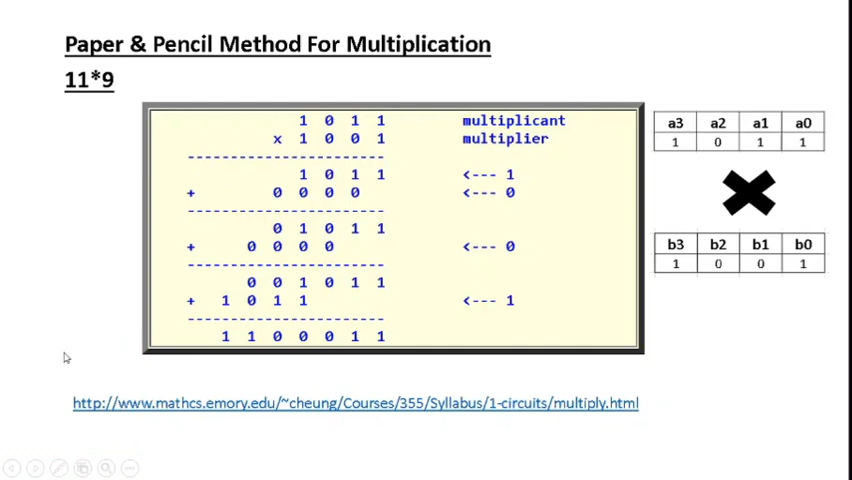 Paper & Pencil Method For Multiplication
11*9
1 0 1 1 multiplicant
x 1 0 0 1 multiplier
------------------------
1 0 1 1 <--- 1
+ 0 0 0 0 <--- 0
------------------------
0 1 0 1 1
+ 0 0 0 0 <--- 0
------------------------
0 0 1 0 1 1
+ 1 0 1 1 <--- 1
------------------------
1 1 0 0 0 1 1
a3 a2 a1 a0
1 0 1 1
b3 b2 b1 b0
1 0 0 1
http://www.mathcs.emory.edu/~cheung/Courses/355/Syllabus/1-circuits/multiply.html